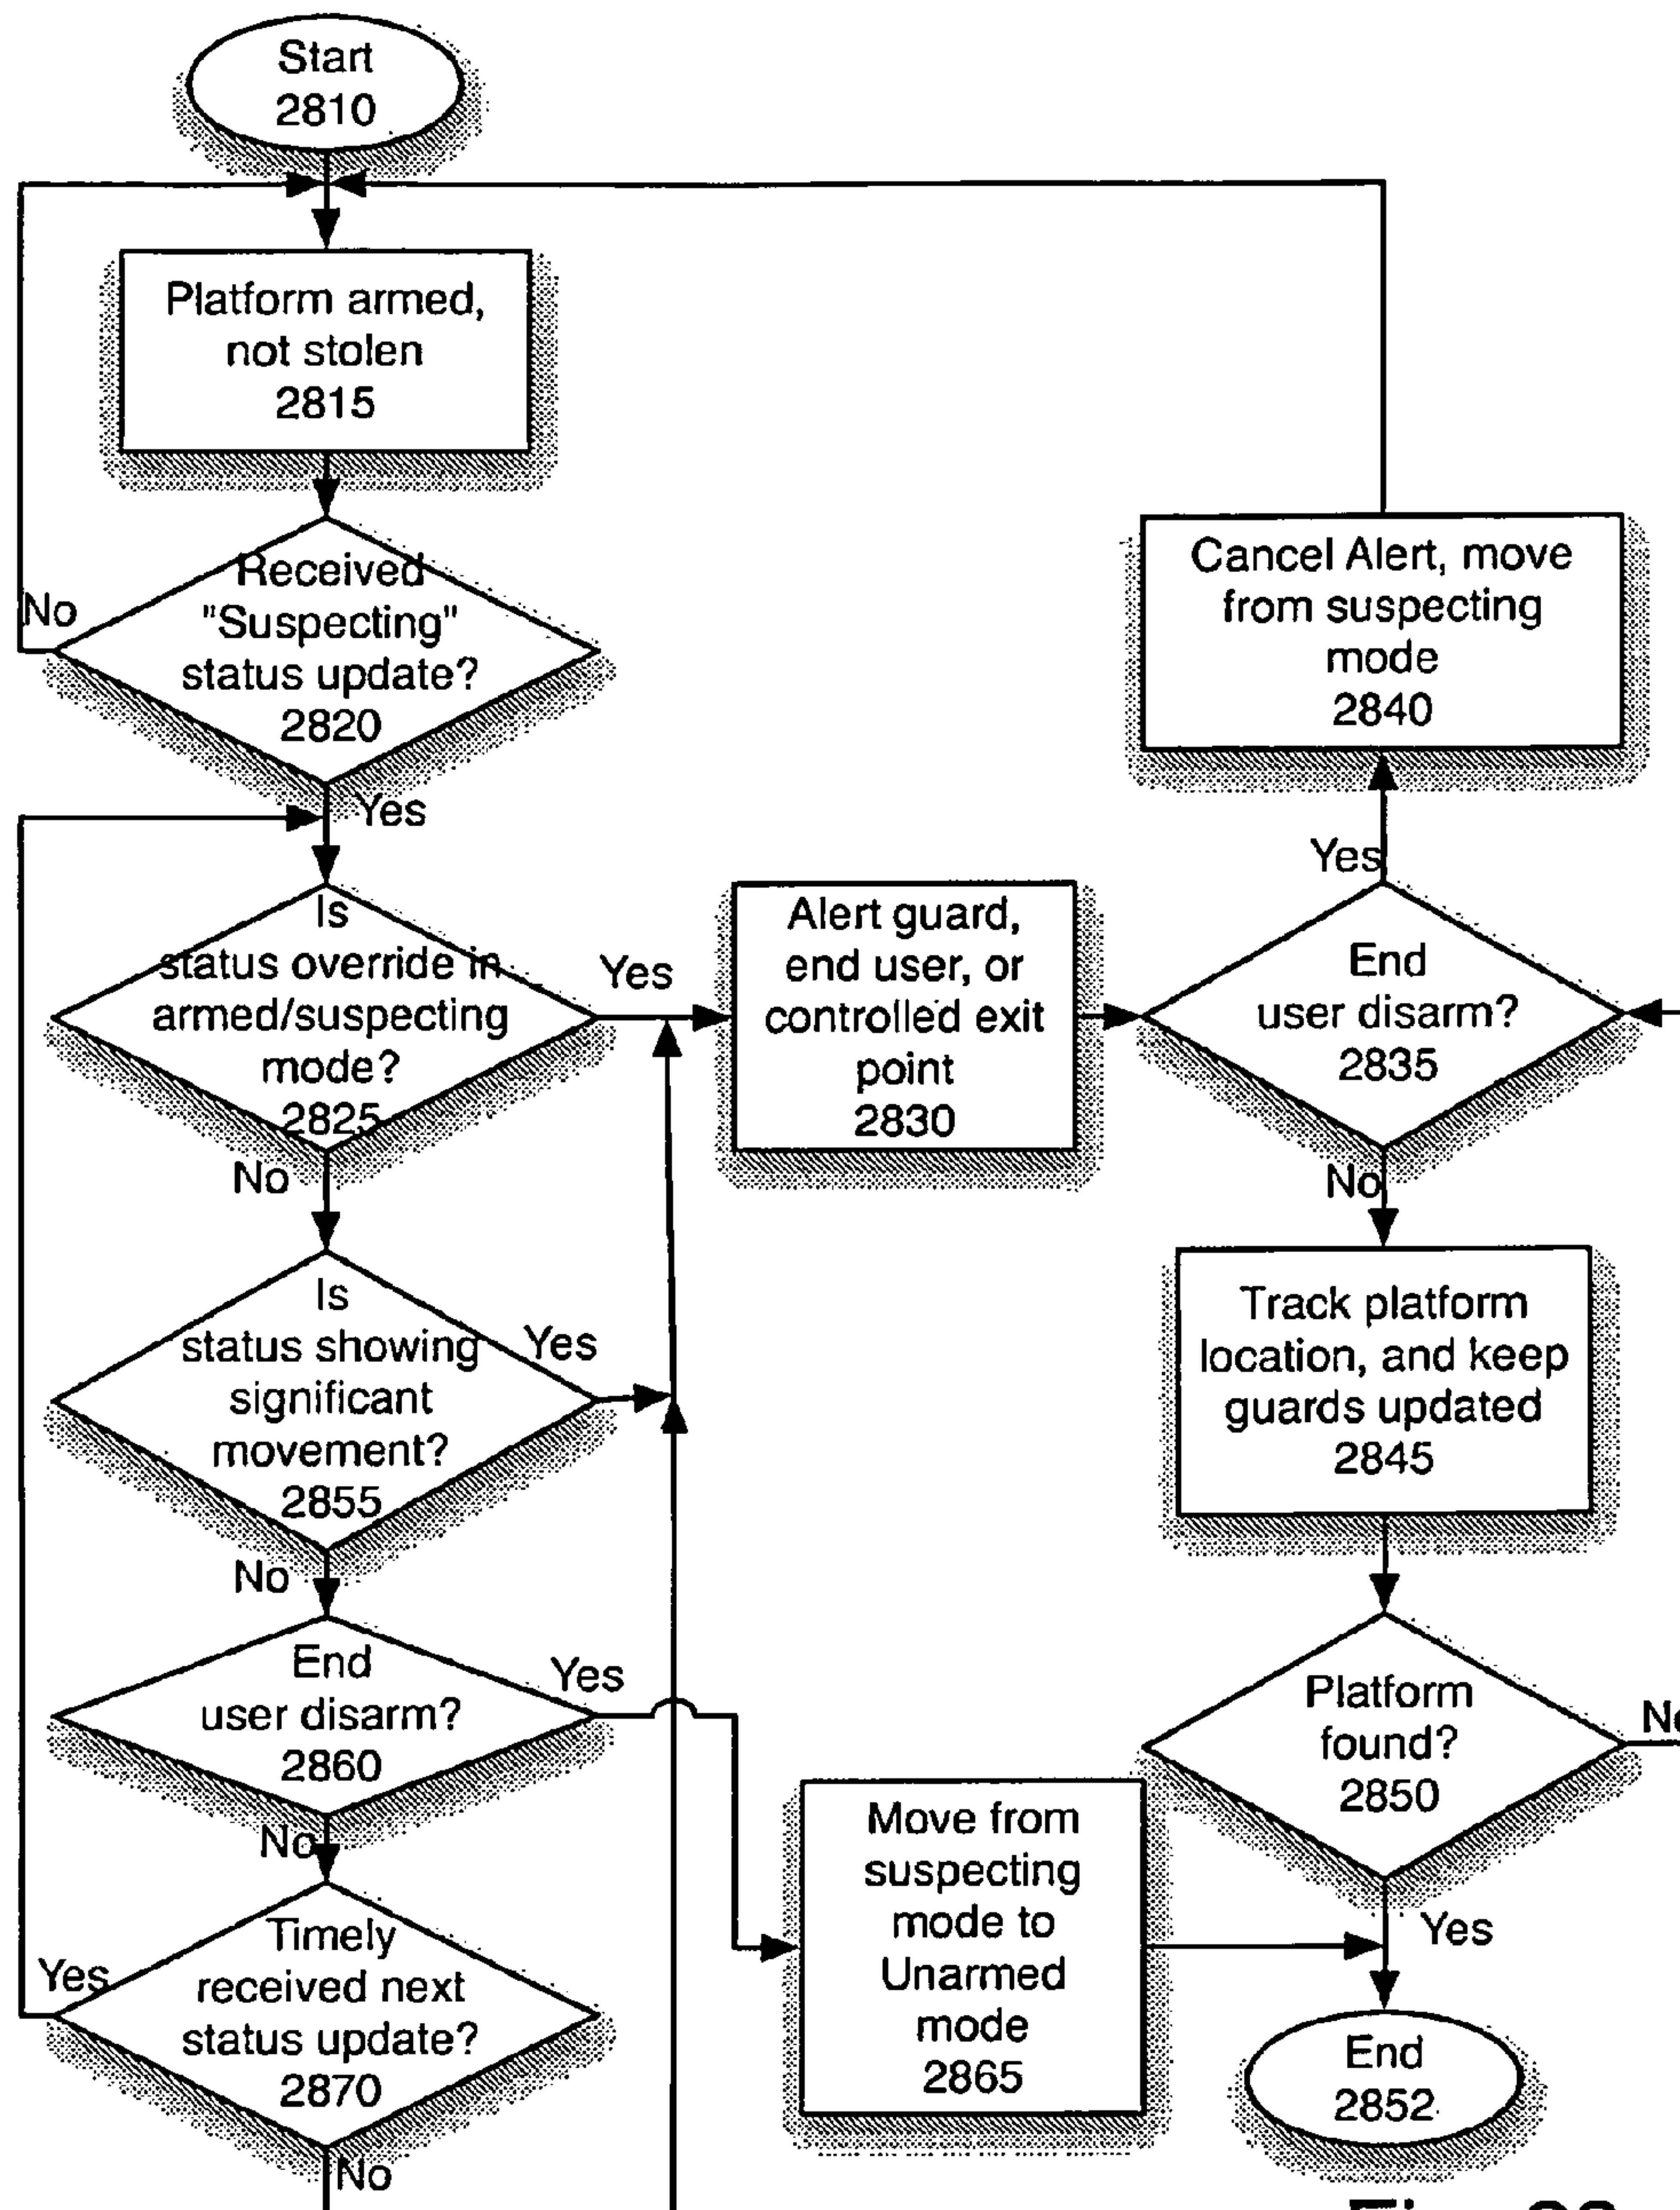 Start
2810
Platform armed,
not stolen
2815
Received
"Suspecting"
status update?
2820
No
Yes
Is
status override in
armed/suspecting
mode?
2825
Yes
No
Alert guard,
end user, or
controlled exit
point
2830
End
user disarm?
2835
Yes
No
Cancel Alert, move
from suspecting
mode
2840
Track platform
location, and keep
guards updated
2845
Platform
found?
2850
Yes
End
2852
Is
status showing
significant
movement?
2855
Yes
No
End
user disarm?
2860
Yes
No
Move from
suspecting
mode to
Unarmed
mode
2865
Timely
received next
status update?
2870
Yes
No